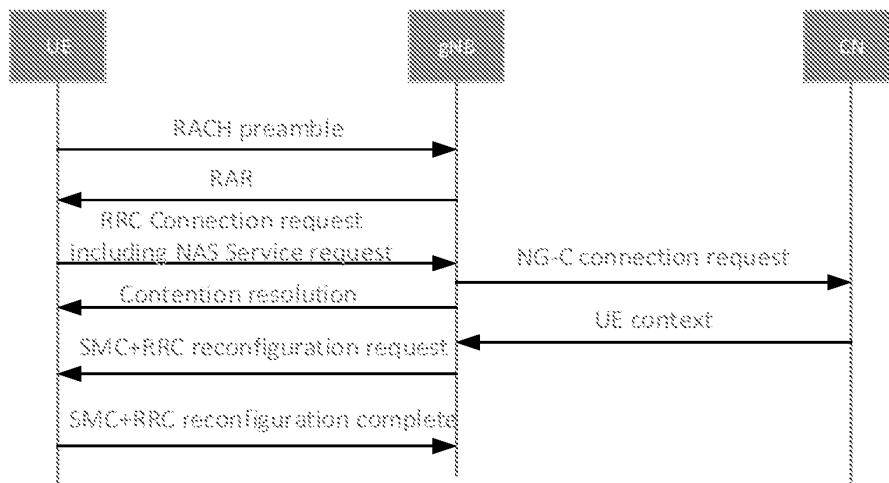 UE
gNB
CN
RACH preamble
RAR
RRC Connection request
including NAS Service request
NG-C connection request
Contention resolution
UE context
SMC+RRC reconfiguration request
SMC+RRC reconfiguration complete